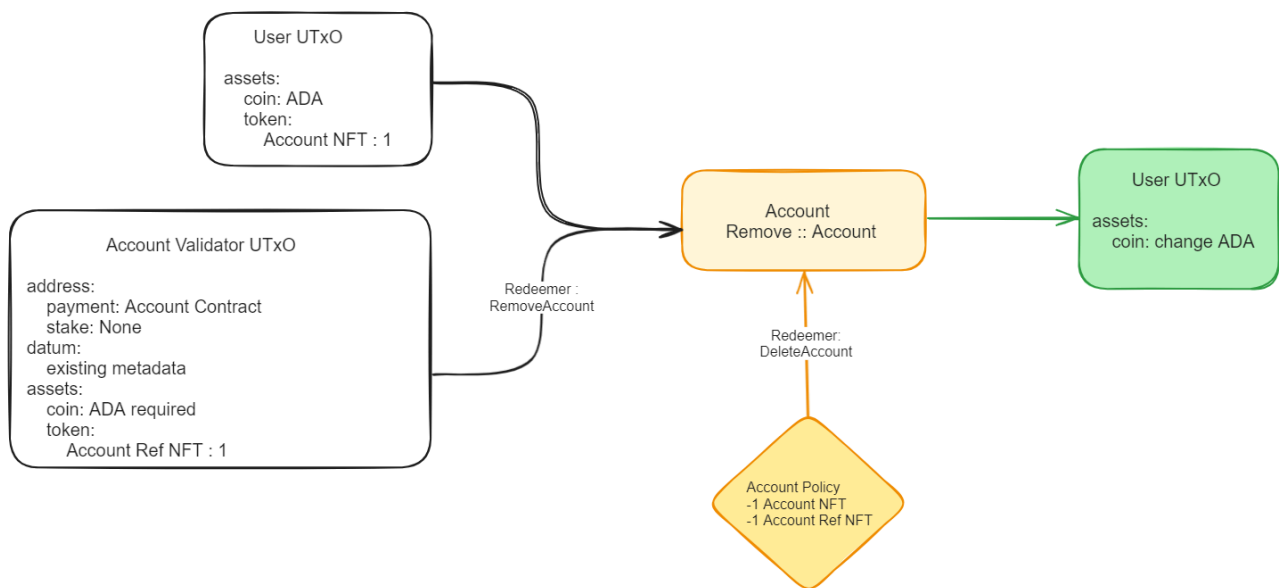 User UTxO
assets:
coin: ADA
token:
Account NFT : 1
Account Validator UTxO
address:
payment: Account Contract
stake: None
datum:
existing metadata
assets:
coin: ADA required
token:
Account Ref NFT : 1
Redeemer :
RemoveAccount
Account
Remove :: Account
Redeemer:
DeleteAccount
Account Policy
-1 Account NFT
-1 Account Ref NFT
User UTxO
assets:
coin: change ADA